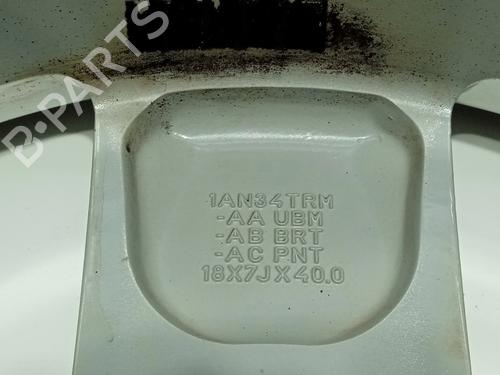 B-PARTS
1AN34TRM
-AA UBM
-AB BRT
-AC PNT
18X7JX40.0